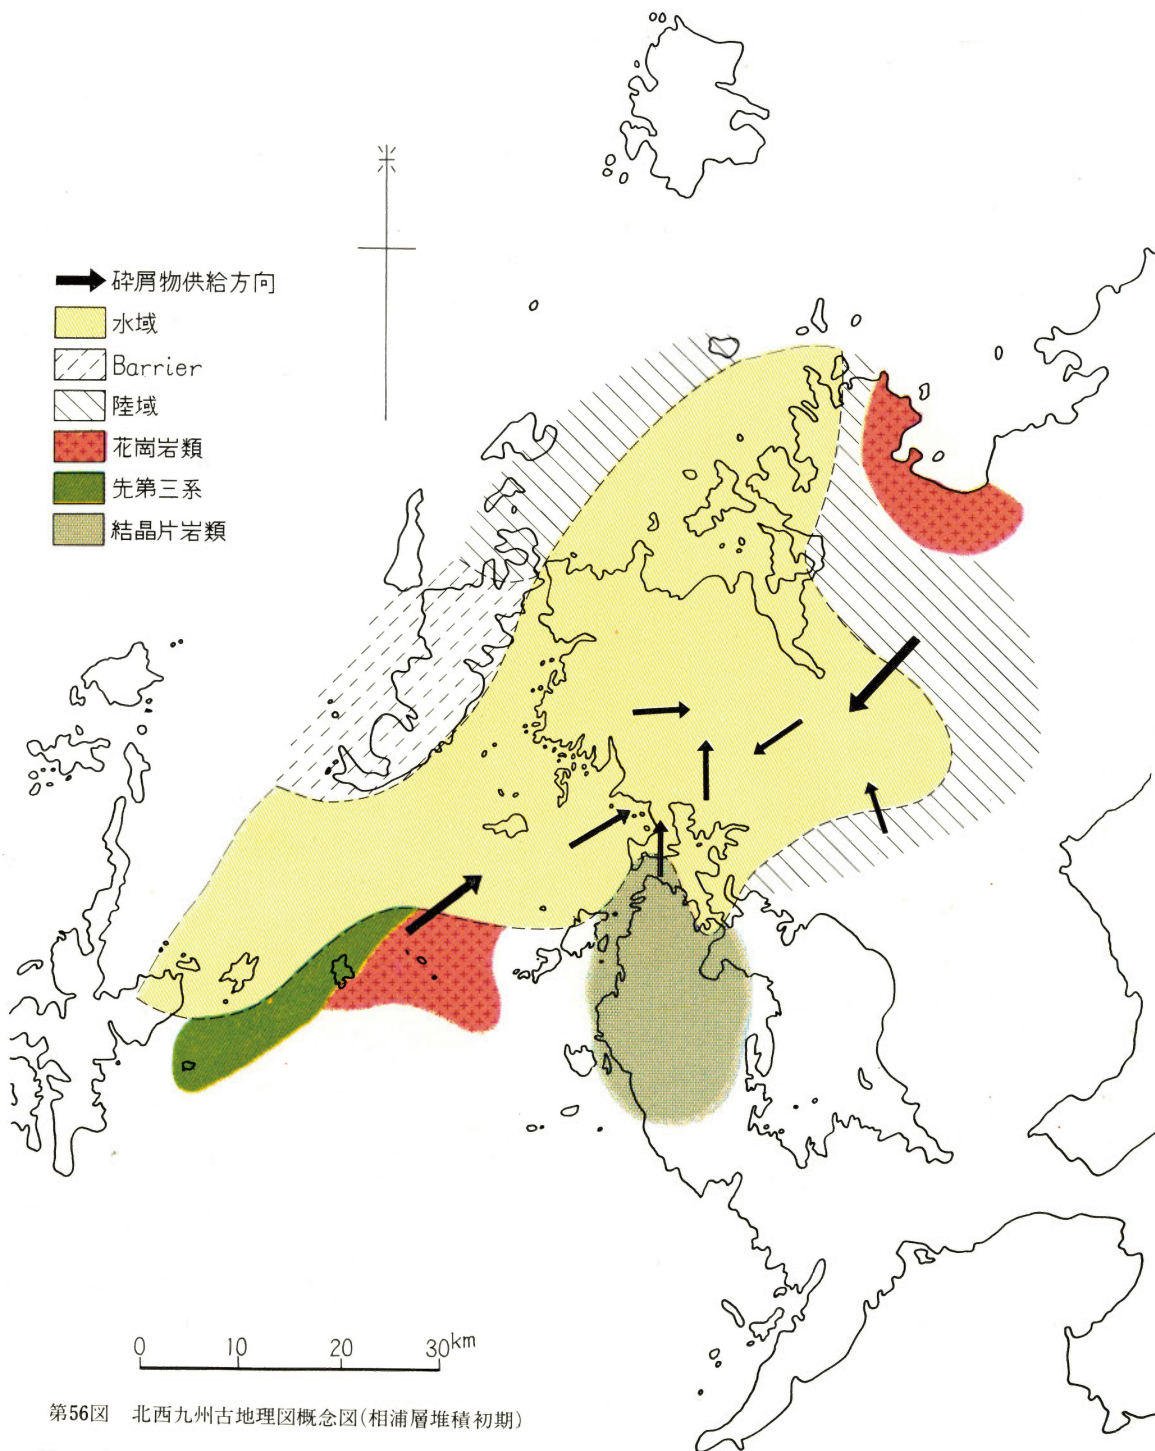 砕屑物供給方向
水域
Barrier
陸域
花崗岩類
先第三系
結晶片岩類
0 10 20 30km
第56図 北西九州古地理図概念図(相浦層堆積初期)